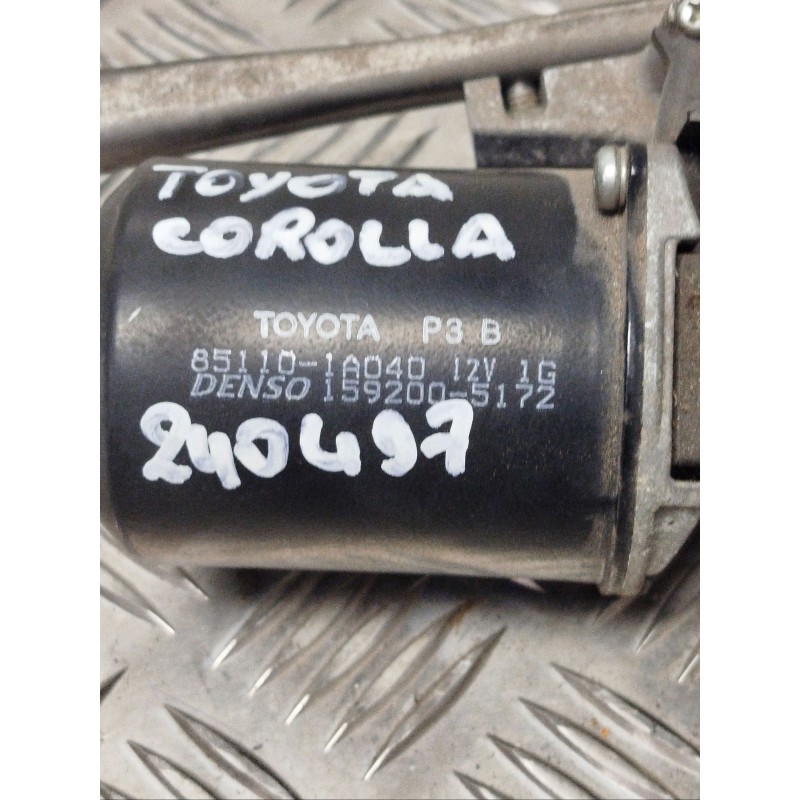 TOYOTA
COROLLA
TOYOTA P3 B
85110-1A040 12V 1G
DENSO 159200-5172
240497